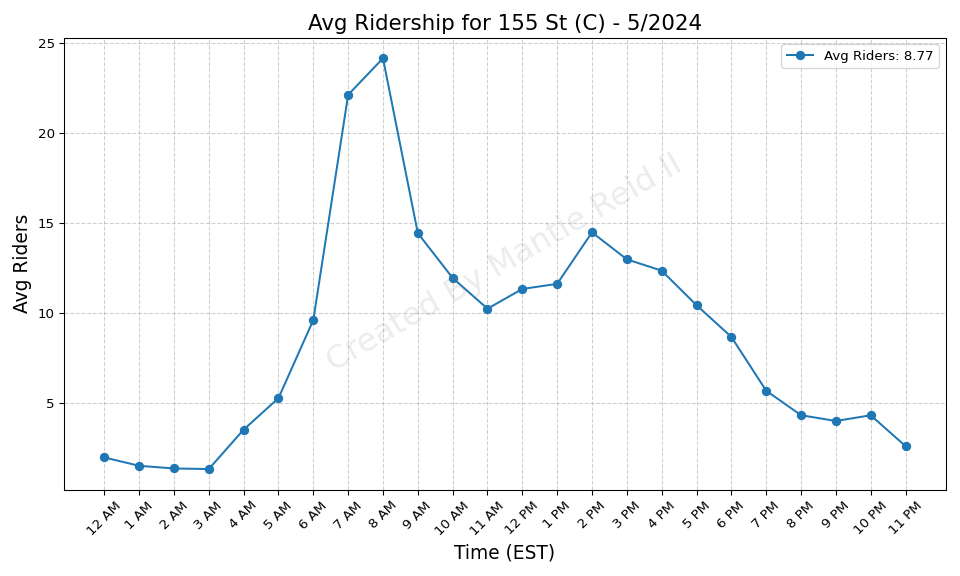 Avg Ridership for 155 St (C) - 5/2024
Avg Riders: 8.77
25
20
15
10
5
Avg Riders
Created By Mantie Reid II
12 AM
1 AM
2 AM
3 AM
4 AM
5 AM
6 AM
7 AM
8 AM
9 AM
10 AM
11 AM
12 PM
1 PM
2 PM
3 PM
4 PM
5 PM
6 PM
7 PM
8 PM
9 PM
10 PM
11 PM
Time (EST)